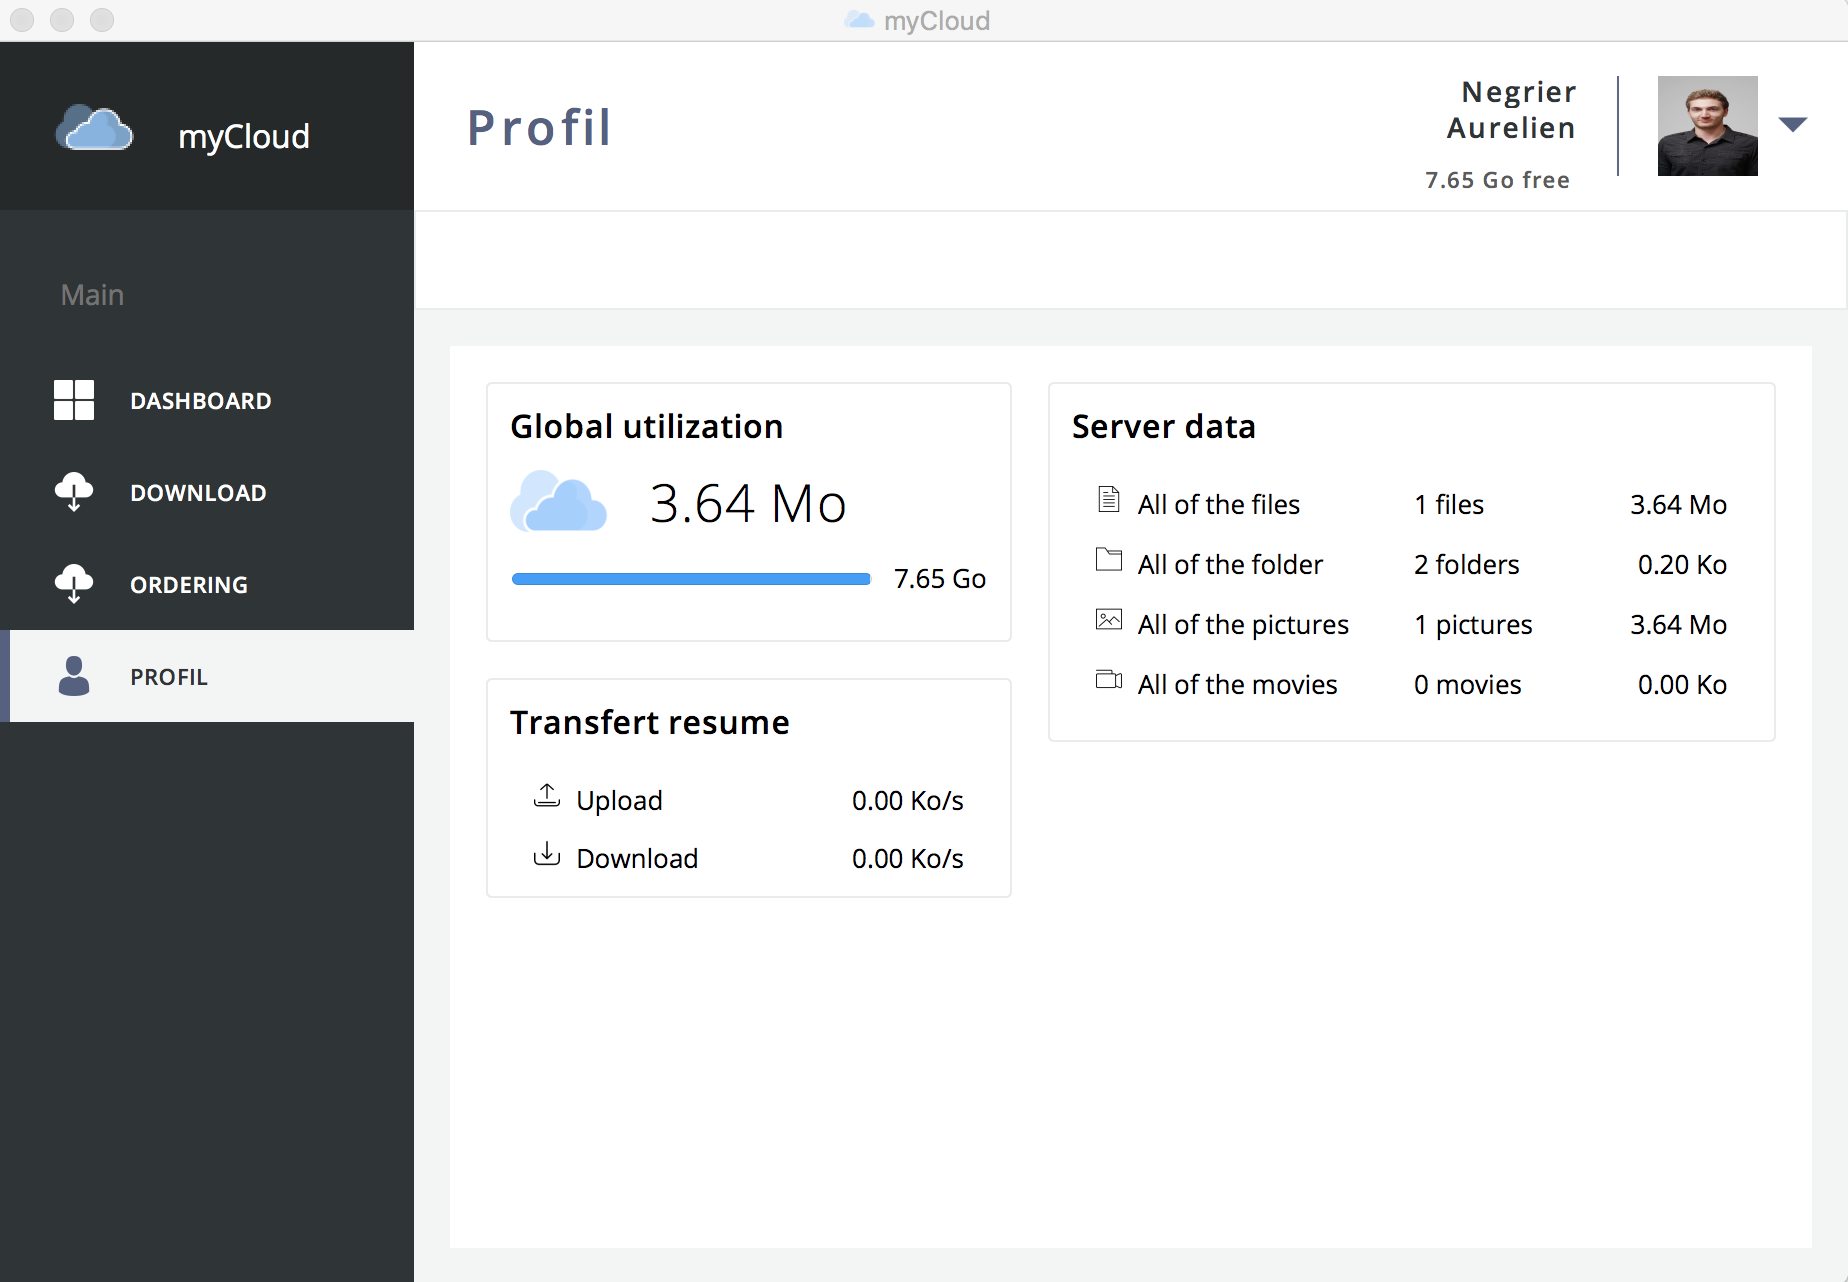 myCloud
myCloud
Profil
Negrier
Aurelien
7.65 Go free
Main
DASHBOARD
DOWNLOAD
ORDERING
PROFIL
Global utilization
3.64 Mo
7.65 Go
Transfert resume
Upload 0.00 Ko/s
Download 0.00 Ko/s
Server data
All of the files 1 files 3.64 Mo
All of the folder 2 folders 0.20 Ko
All of the pictures 1 pictures 3.64 Mo
All of the movies 0 movies 0.00 Ko